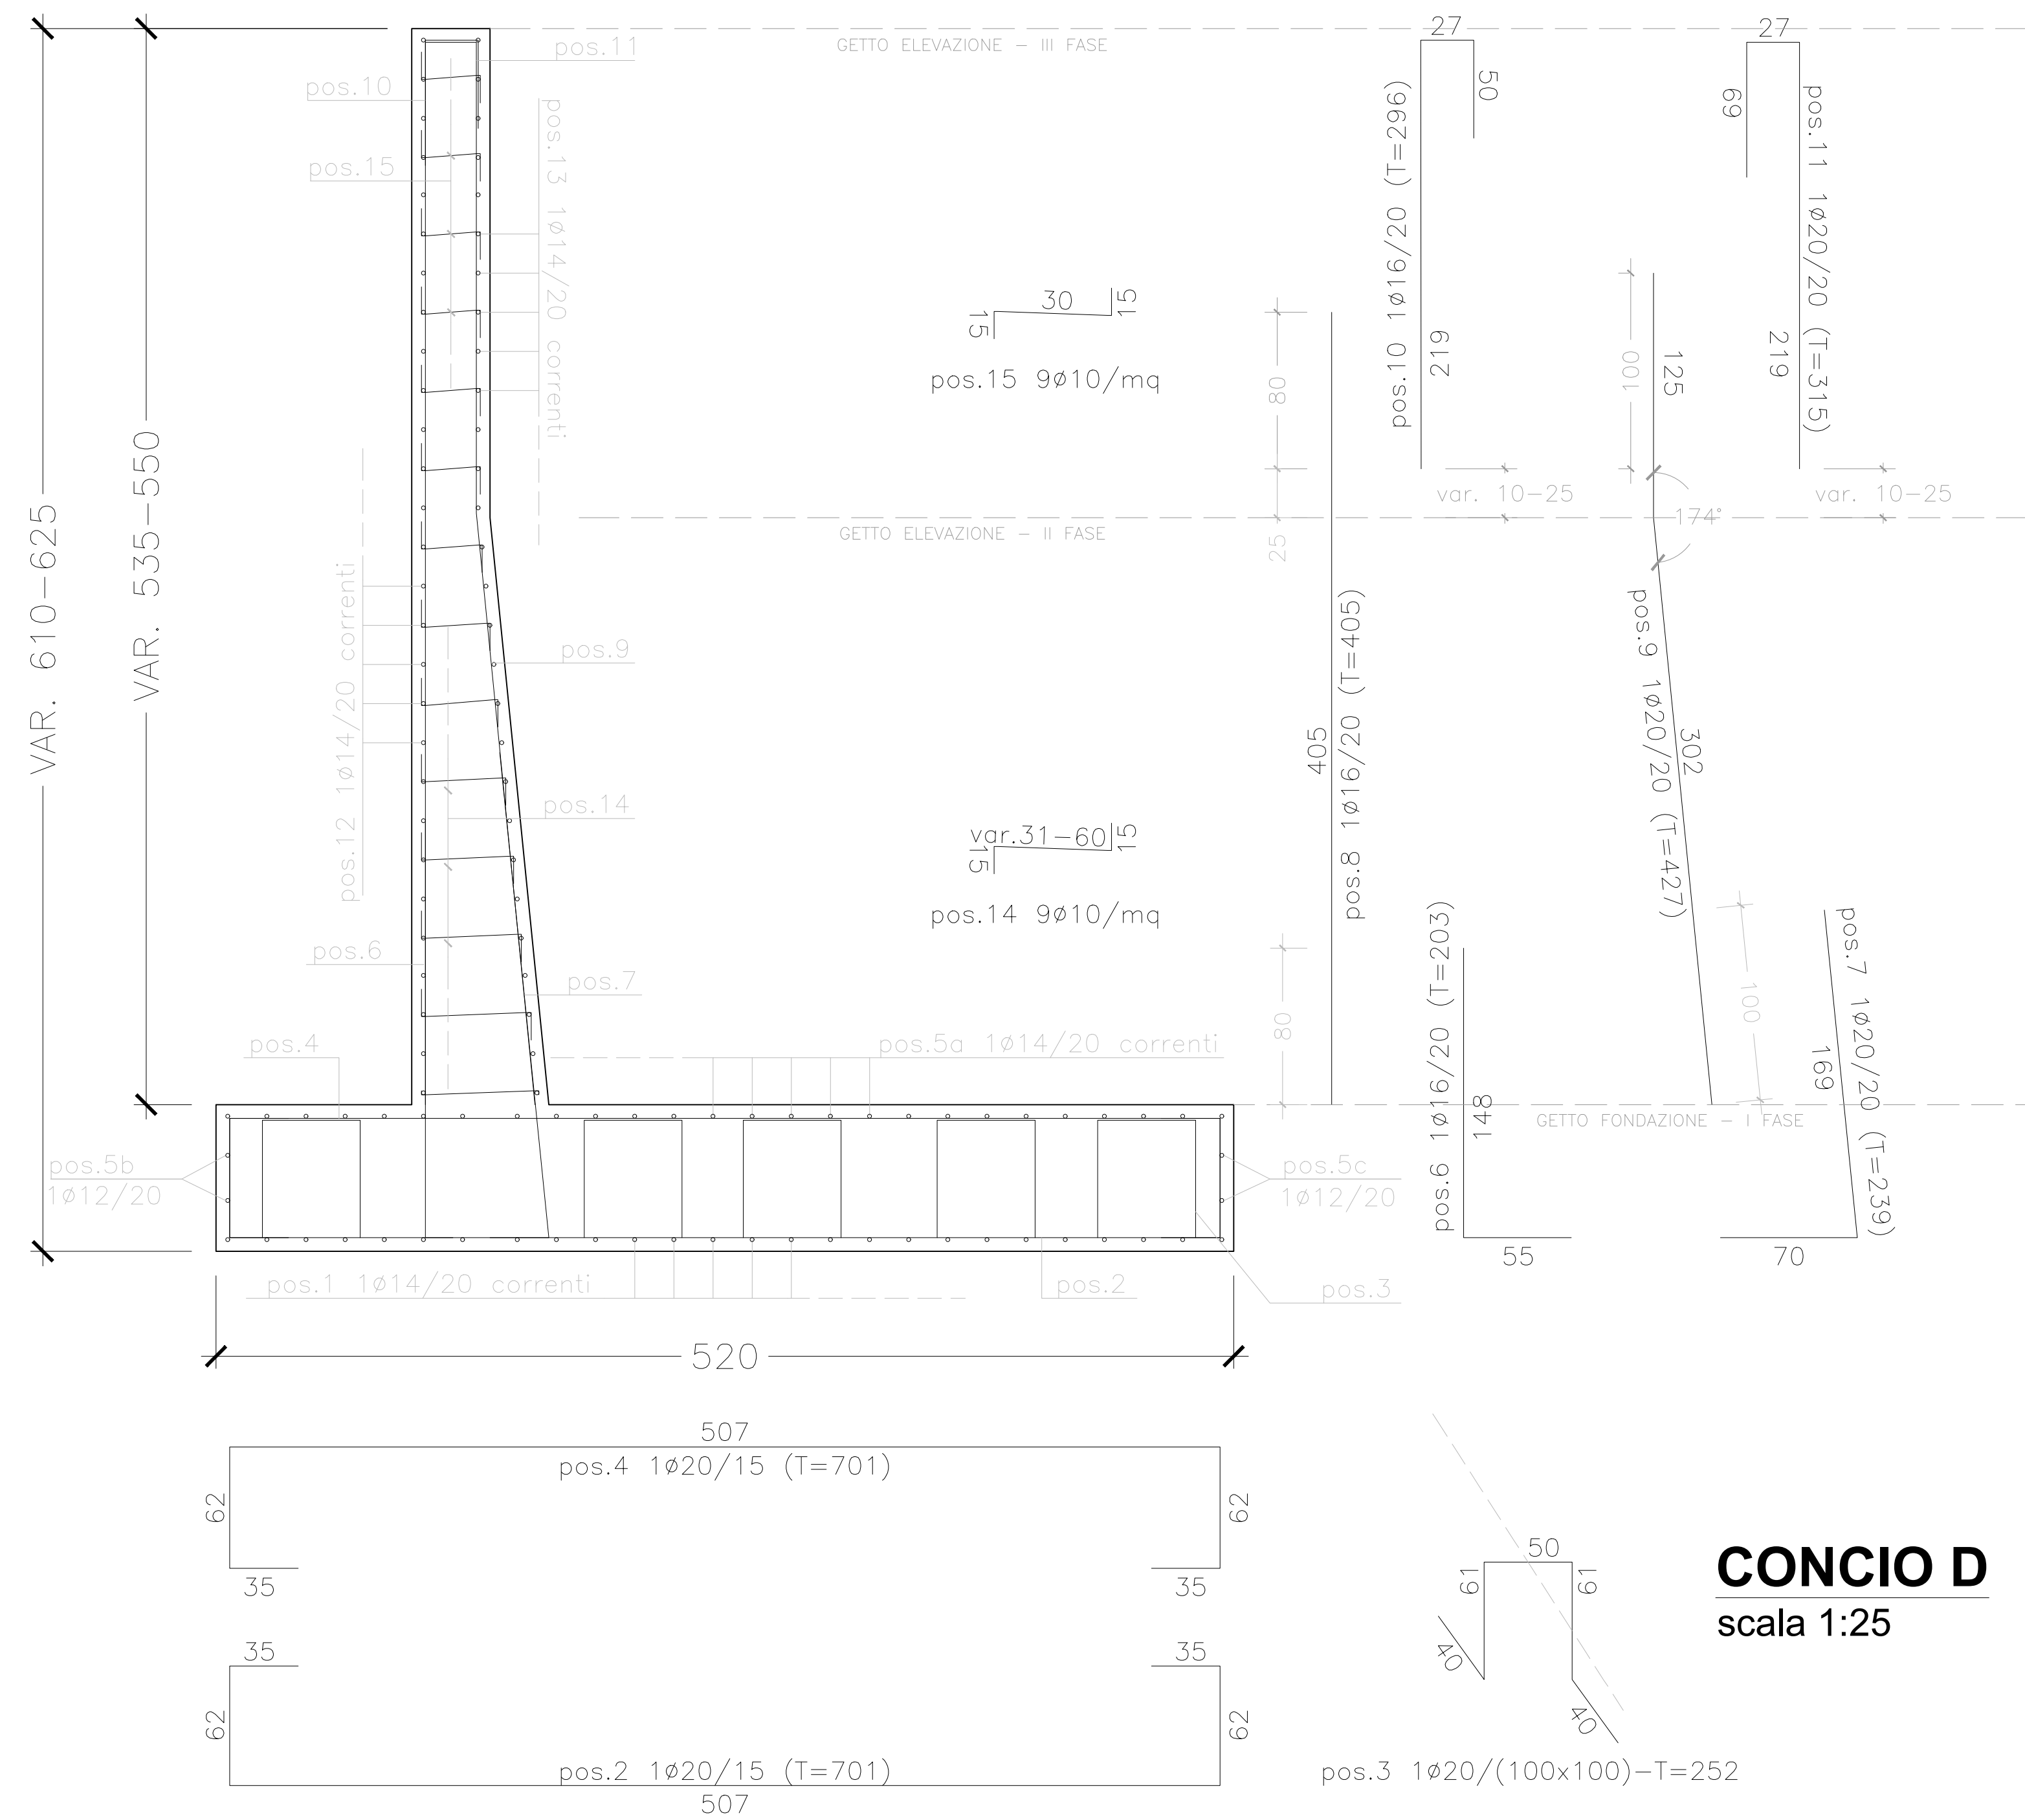 GETTO ELEVAZIONE - III FASE
pos.11
pos.10
pos.15
pos.13 1ø14/20 correnti
27
50
pos.10 1ø16/20 (T=296)
219
var. 10-25
27
69
pos.11 1ø20/20 (T=315)
219
var. 10-25
30
15
15
pos.15 9ø10/mq
80
25
100
125
174°
VAR. 610-625
VAR. 535-550
GETTO ELEVAZIONE - II FASE
pos.12 1ø14/20 correnti
pos.9
pos.14
pos.6
pos.7
var.31-60
15
15
pos.14 9ø10/mq
405
pos.8 1ø16/20 (T=405)
80
pos.9 1ø20/20 (T=427)
302
pos.6 1ø16/20 (T=203)
148
55
100
pos.7 1ø20/20 (T=239)
169
70
GETTO FONDAZIONE - I FASE
pos.4
pos.5a 1ø14/20 correnti
pos.5b
1ø12/20
pos.5c
1ø12/20
pos.1 1ø14/20 correnti
pos.2
pos.3
520
507
pos.4 1ø20/15 (T=701)
62
62
35
35
35
35
62
62
pos.2 1ø20/15 (T=701)
507
50
61
61
40
40
pos.3 1ø20/(100x100)-T=252
CONCIO D
scala 1:25